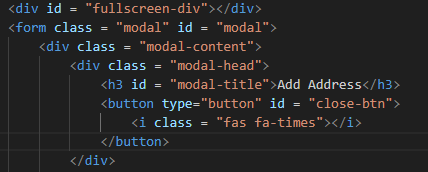 <div id = "fullscreen-div"></div>
<form class = "modal" id = "modal">
<div class = "modal-content">
<div class = "modal-head">
<h3 id = "modal-title">Add Address</h3>
<button type="button" id = "close-btn">
<i class = "fas fa-times"></i>
</button>
</div>